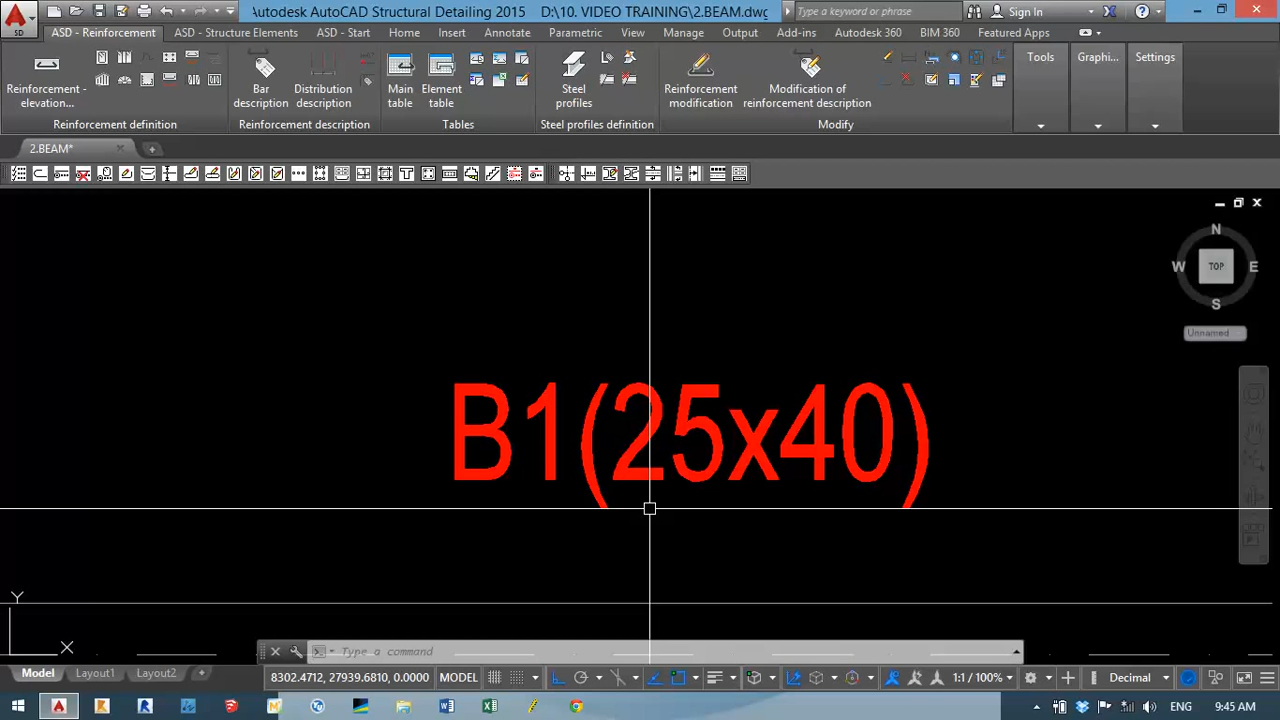 Autodesk AutoCAD Structural Detailing 2015 D:\10. VIDEO TRAINING\2.BEAM.dwg
Type a keyword or phrase
Sign In
SD
ASD - Reinforcement ASD - Structure Elements ASD - Start Home Insert Annotate Parametric View Manage Output Add-ins Autodesk 360 BIM 360 Featured Apps
Reinforcement - elevation...
Bar description
Distribution description
Main table
Element table
Steel profiles
Reinforcement modification
Modification of reinforcement description
Tools
Graphi...
Settings
Reinforcement definition Reinforcement description Tables Steel profiles definition Modify
2.BEAM*
N
W TOP E
S
Unnamed
B1(25x40)
Y
X
Type a command
Model Layout1 Layout2
8302.4712, 27939.6810, 0.0000 MODEL 1:1 / 100% Decimal
ENG 9:45 AM